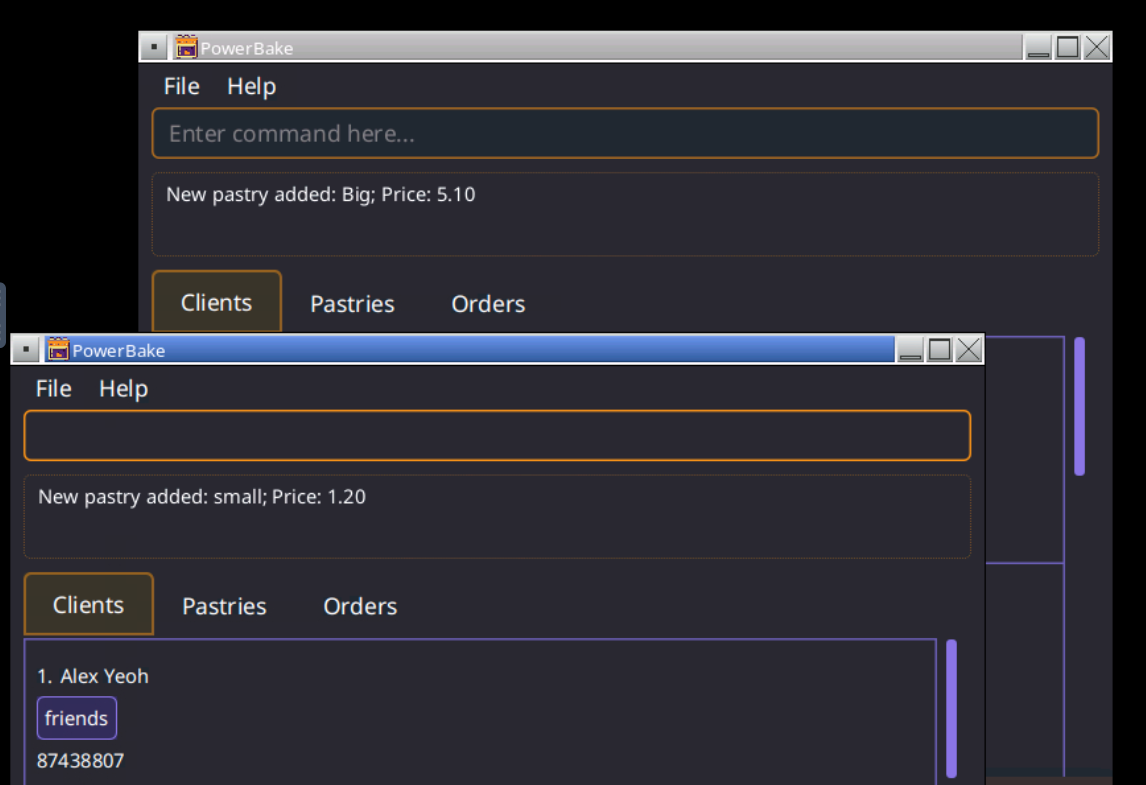 PowerBake
File Help
Enter command here...
New pastry added: Big; Price: 5.10
Clients Pastries Orders
PowerBake
File Help
New pastry added: small; Price: 1.20
Clients Pastries Orders
1. Alex Yeoh
friends
87438807